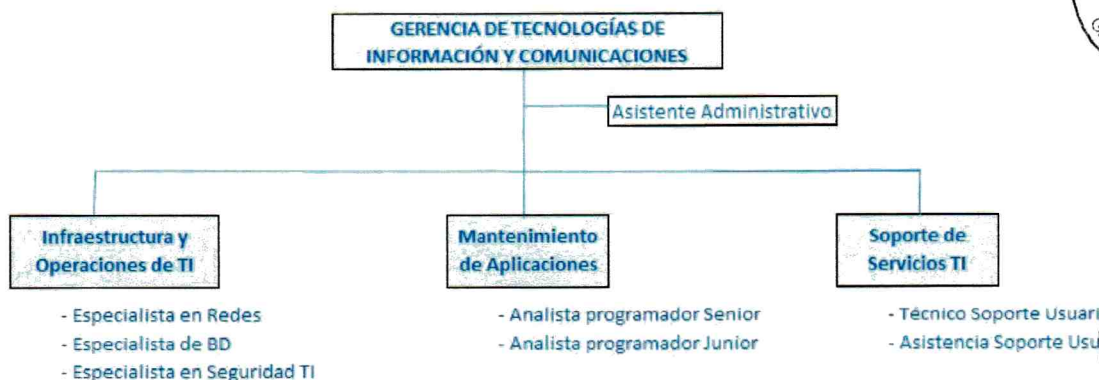 GERENCIA DE TECNOLOGÍAS DE
INFORMACIÓN Y COMUNICACIONES
Asistente Administrativo
Infraestructura y
Operaciones de TI
- Especialista en Redes
- Especialista de BD
- Especialista en Seguridad TI
Mantenimiento
de Aplicaciones
- Analista programador Senior
- Analista programador Junior
Soporte de
Servicios TI
- Técnico Soporte
- Asistencia Soporte